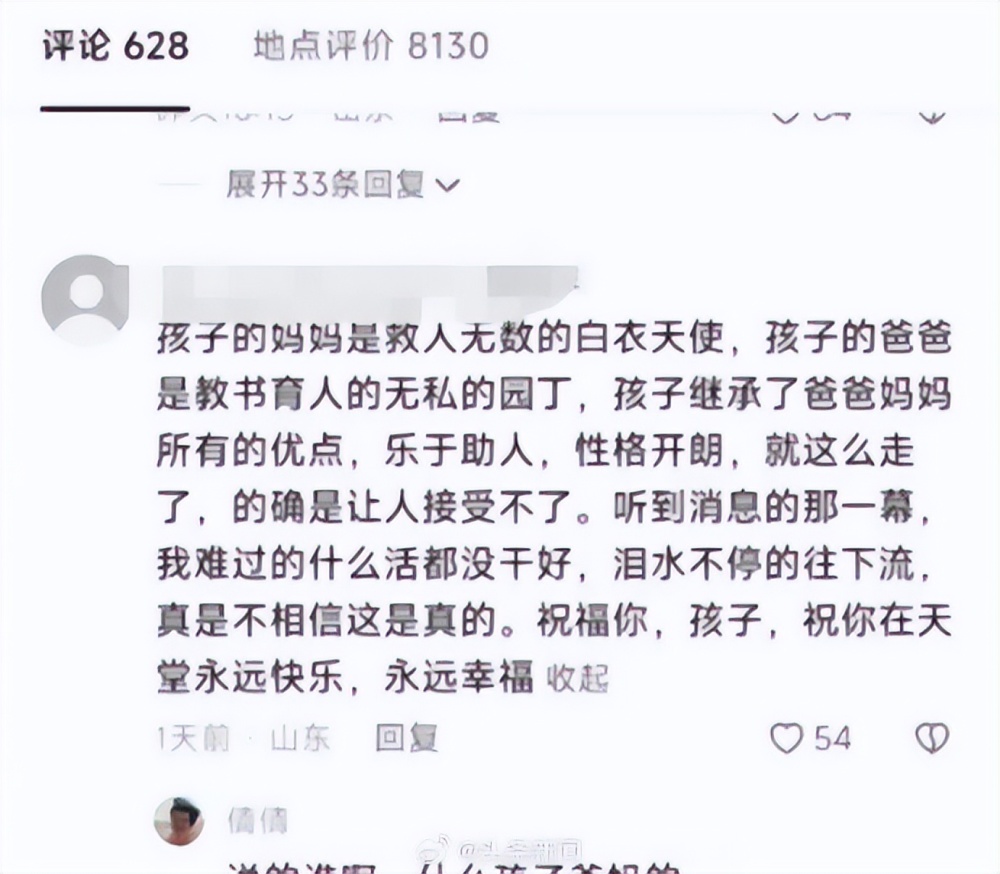 评论 628 地点评价 8130
展开33条回复
孩子的妈妈是救人无数的白衣天使，孩子的爸爸
是教书育人的无私的园丁，孩子继承了爸爸妈妈
所有的优点，乐于助人，性格开朗，就这么走
了，的确是让人接受不了。听到消息的那一幕，
我难过的什么活都没干好，泪水不停的往下流，
真是不相信这是真的。祝福你，孩子，祝你在天
堂永远快乐，永远幸福 收起
1天前 · 山东 回复 54
倩倩
@头条新闻